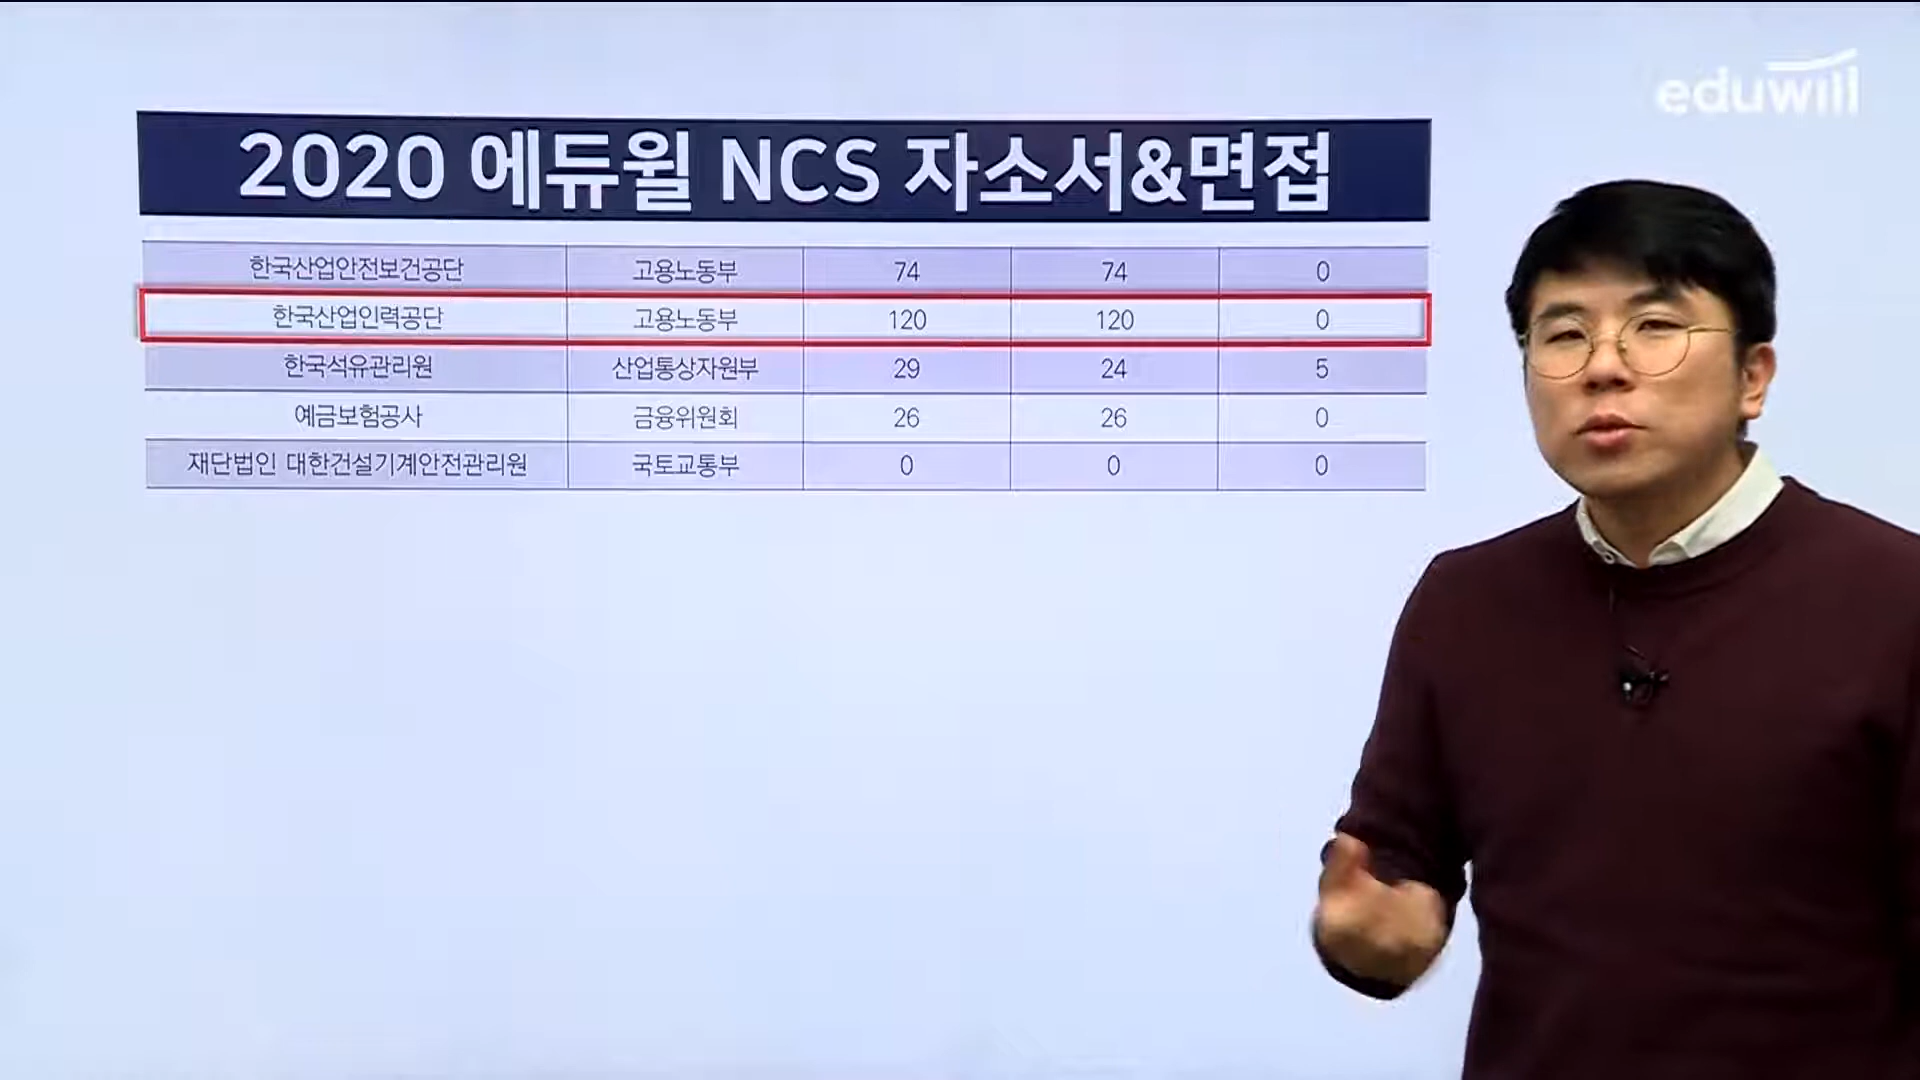 eduwill
2020 에듀윌 NCS 자소서&면접
한국산업안전보건공단 고용노동부 74 74 0
한국산업인력공단 고용노동부 120 120 0
한국석유관리원 산업통상자원부 29 24 5
예금보험공사 금융위원회 26 26 0
재단법인 대한건설기계안전관리원 국토교통부 0 0 0